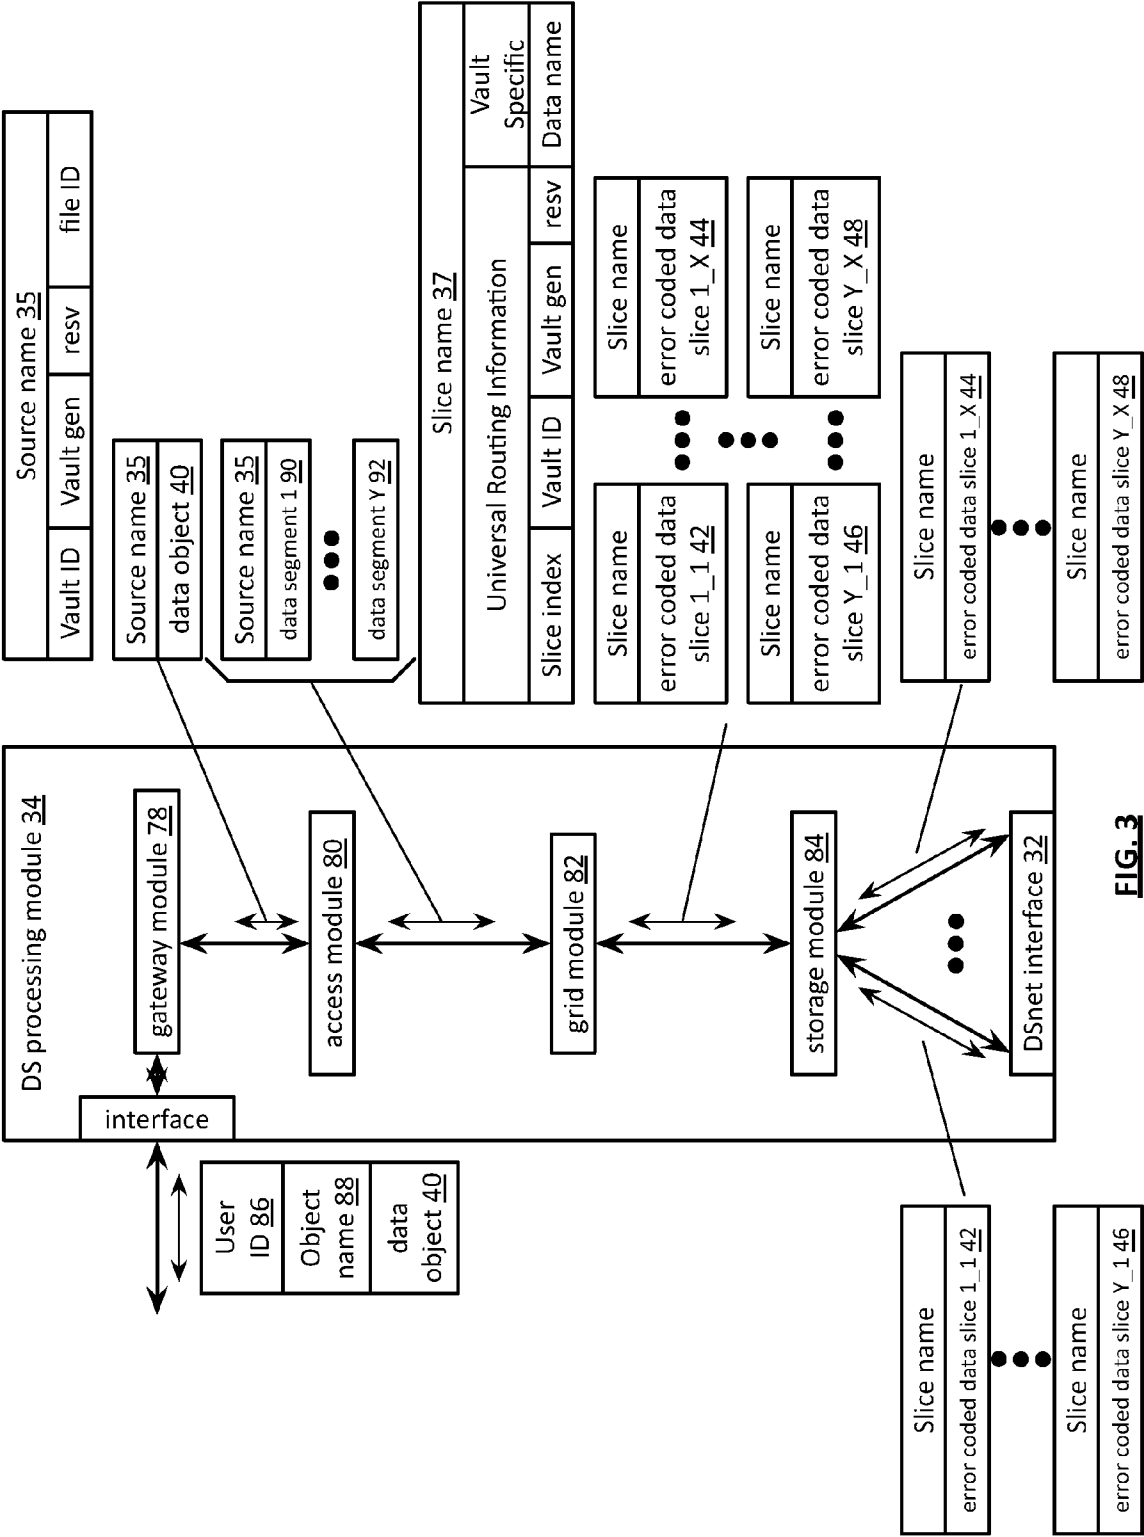 Source name 35
Vault ID
Vault gen
resv
file ID
DS processing module 34
Source name 35
data object 40
gateway module 78
interface
User
ID 86
Object
name 88
data
object 40
Source name 35
data segment 1 90
data segment Y 92
access module 80
Slice name 37
Universal Routing Information
Vault
Specific
Slice index
Vault ID
Vault gen
resv
Data name
grid module 82
Slice name
error coded data
slice 1_1 42
Slice name
error coded data
slice 1_X 44
Slice name
error coded data
slice Y_1 46
Slice name
error coded data
slice Y_X 48
storage module 84
DSnet interface 32
Slice name
error coded data slice 1_1 42
Slice name
error coded data slice Y_1 46
Slice name
error coded data slice 1_X 44
Slice name
error coded data slice Y_X 48
FIG. 3